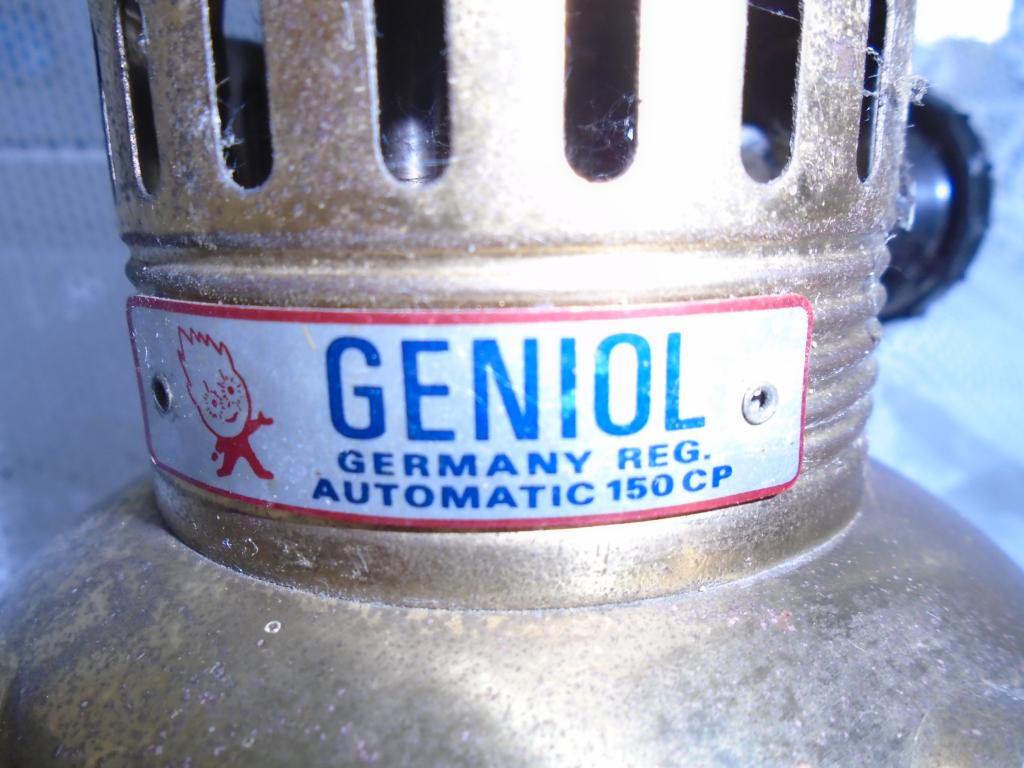 GENIOL
GERMANY REG.
AUTOMATIC 150 CP